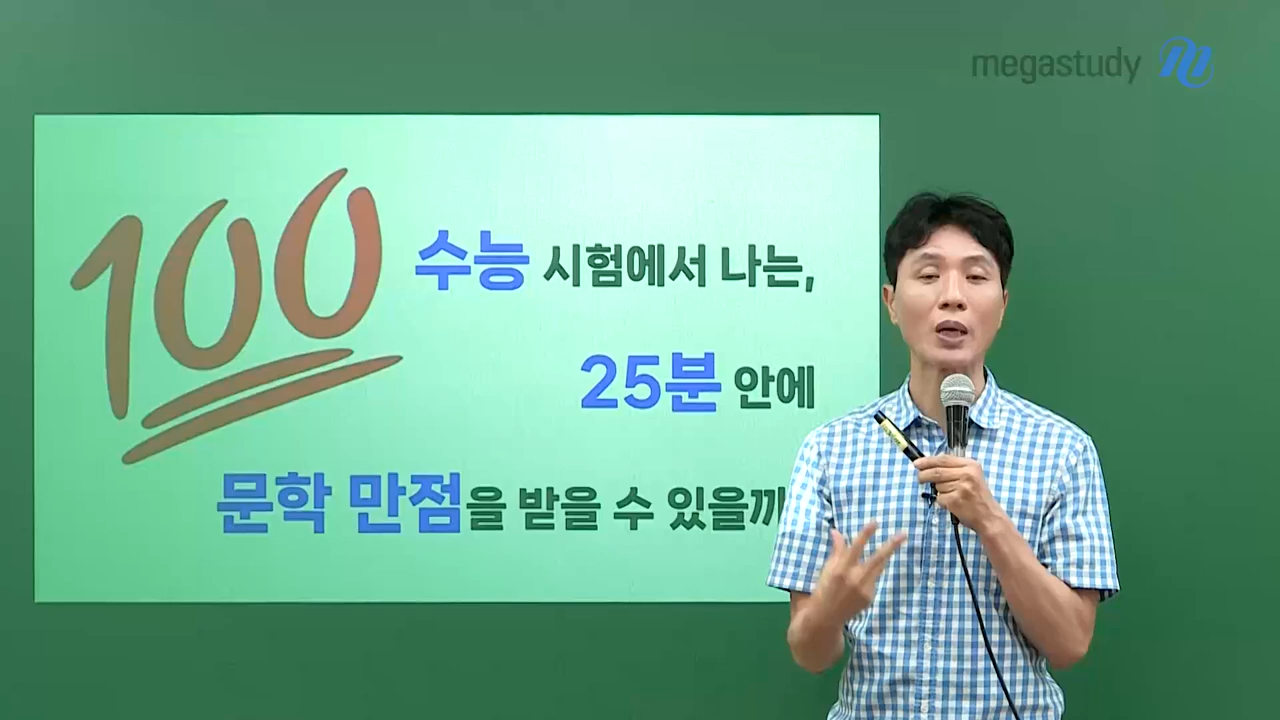 megastudy
100
수능 시험에서 나는,
25분 안에
문학 만점을 받을 수 있을까